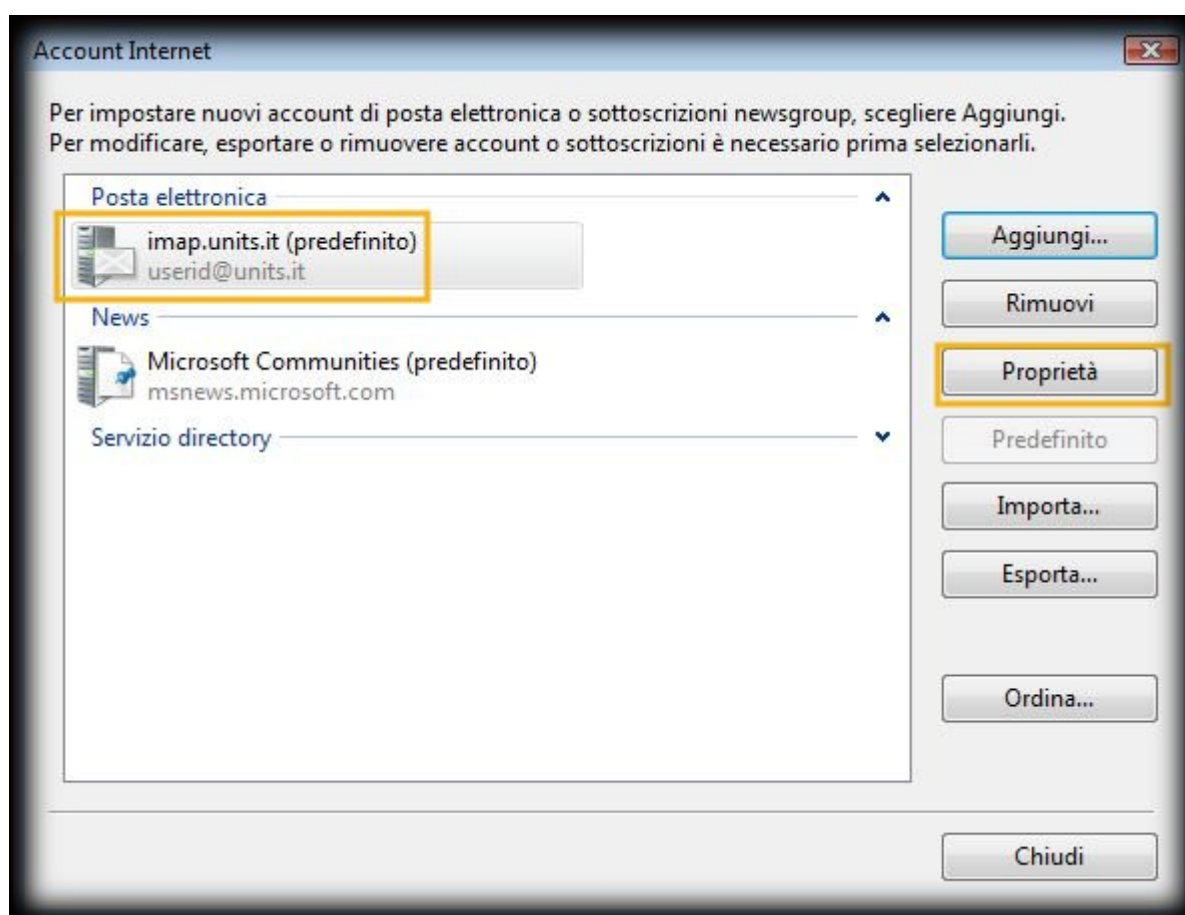 Account Internet
Per impostare nuovi account di posta elettronica o sottoscrizioni newsgroup, scegliere Aggiungi.
Per modificare, esportare o rimuovere account o sottoscrizioni è necessario prima selezionarli.
Posta elettronica
imap.units.it (predefinito)
userid@units.it
News
Microsoft Communities (predefinito)
msnews.microsoft.com
Servizio directory
Aggiungi...
Rimuovi
Proprietà
Predefinito
Importa...
Esporta...
Ordina...
Chiudi